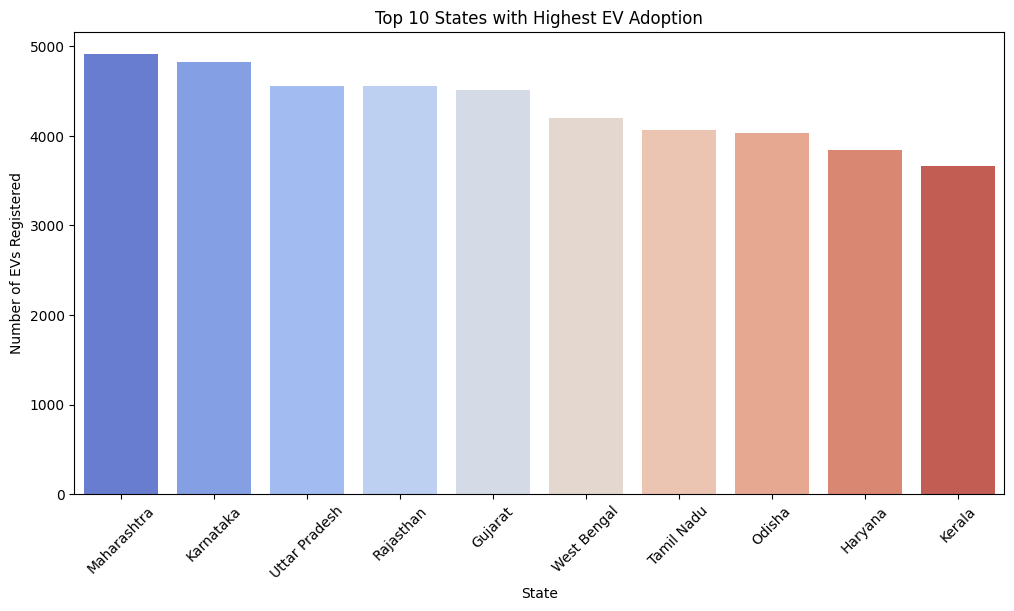 Top 10 States with Highest EV Adoption
Number of EVs Registered
5000
4000
3000
2000
1000
0
Maharashtra
Karnataka
Uttar Pradesh
Rajasthan
Gujarat
West Bengal
Tamil Nadu
Odisha
Haryana
Kerala
State